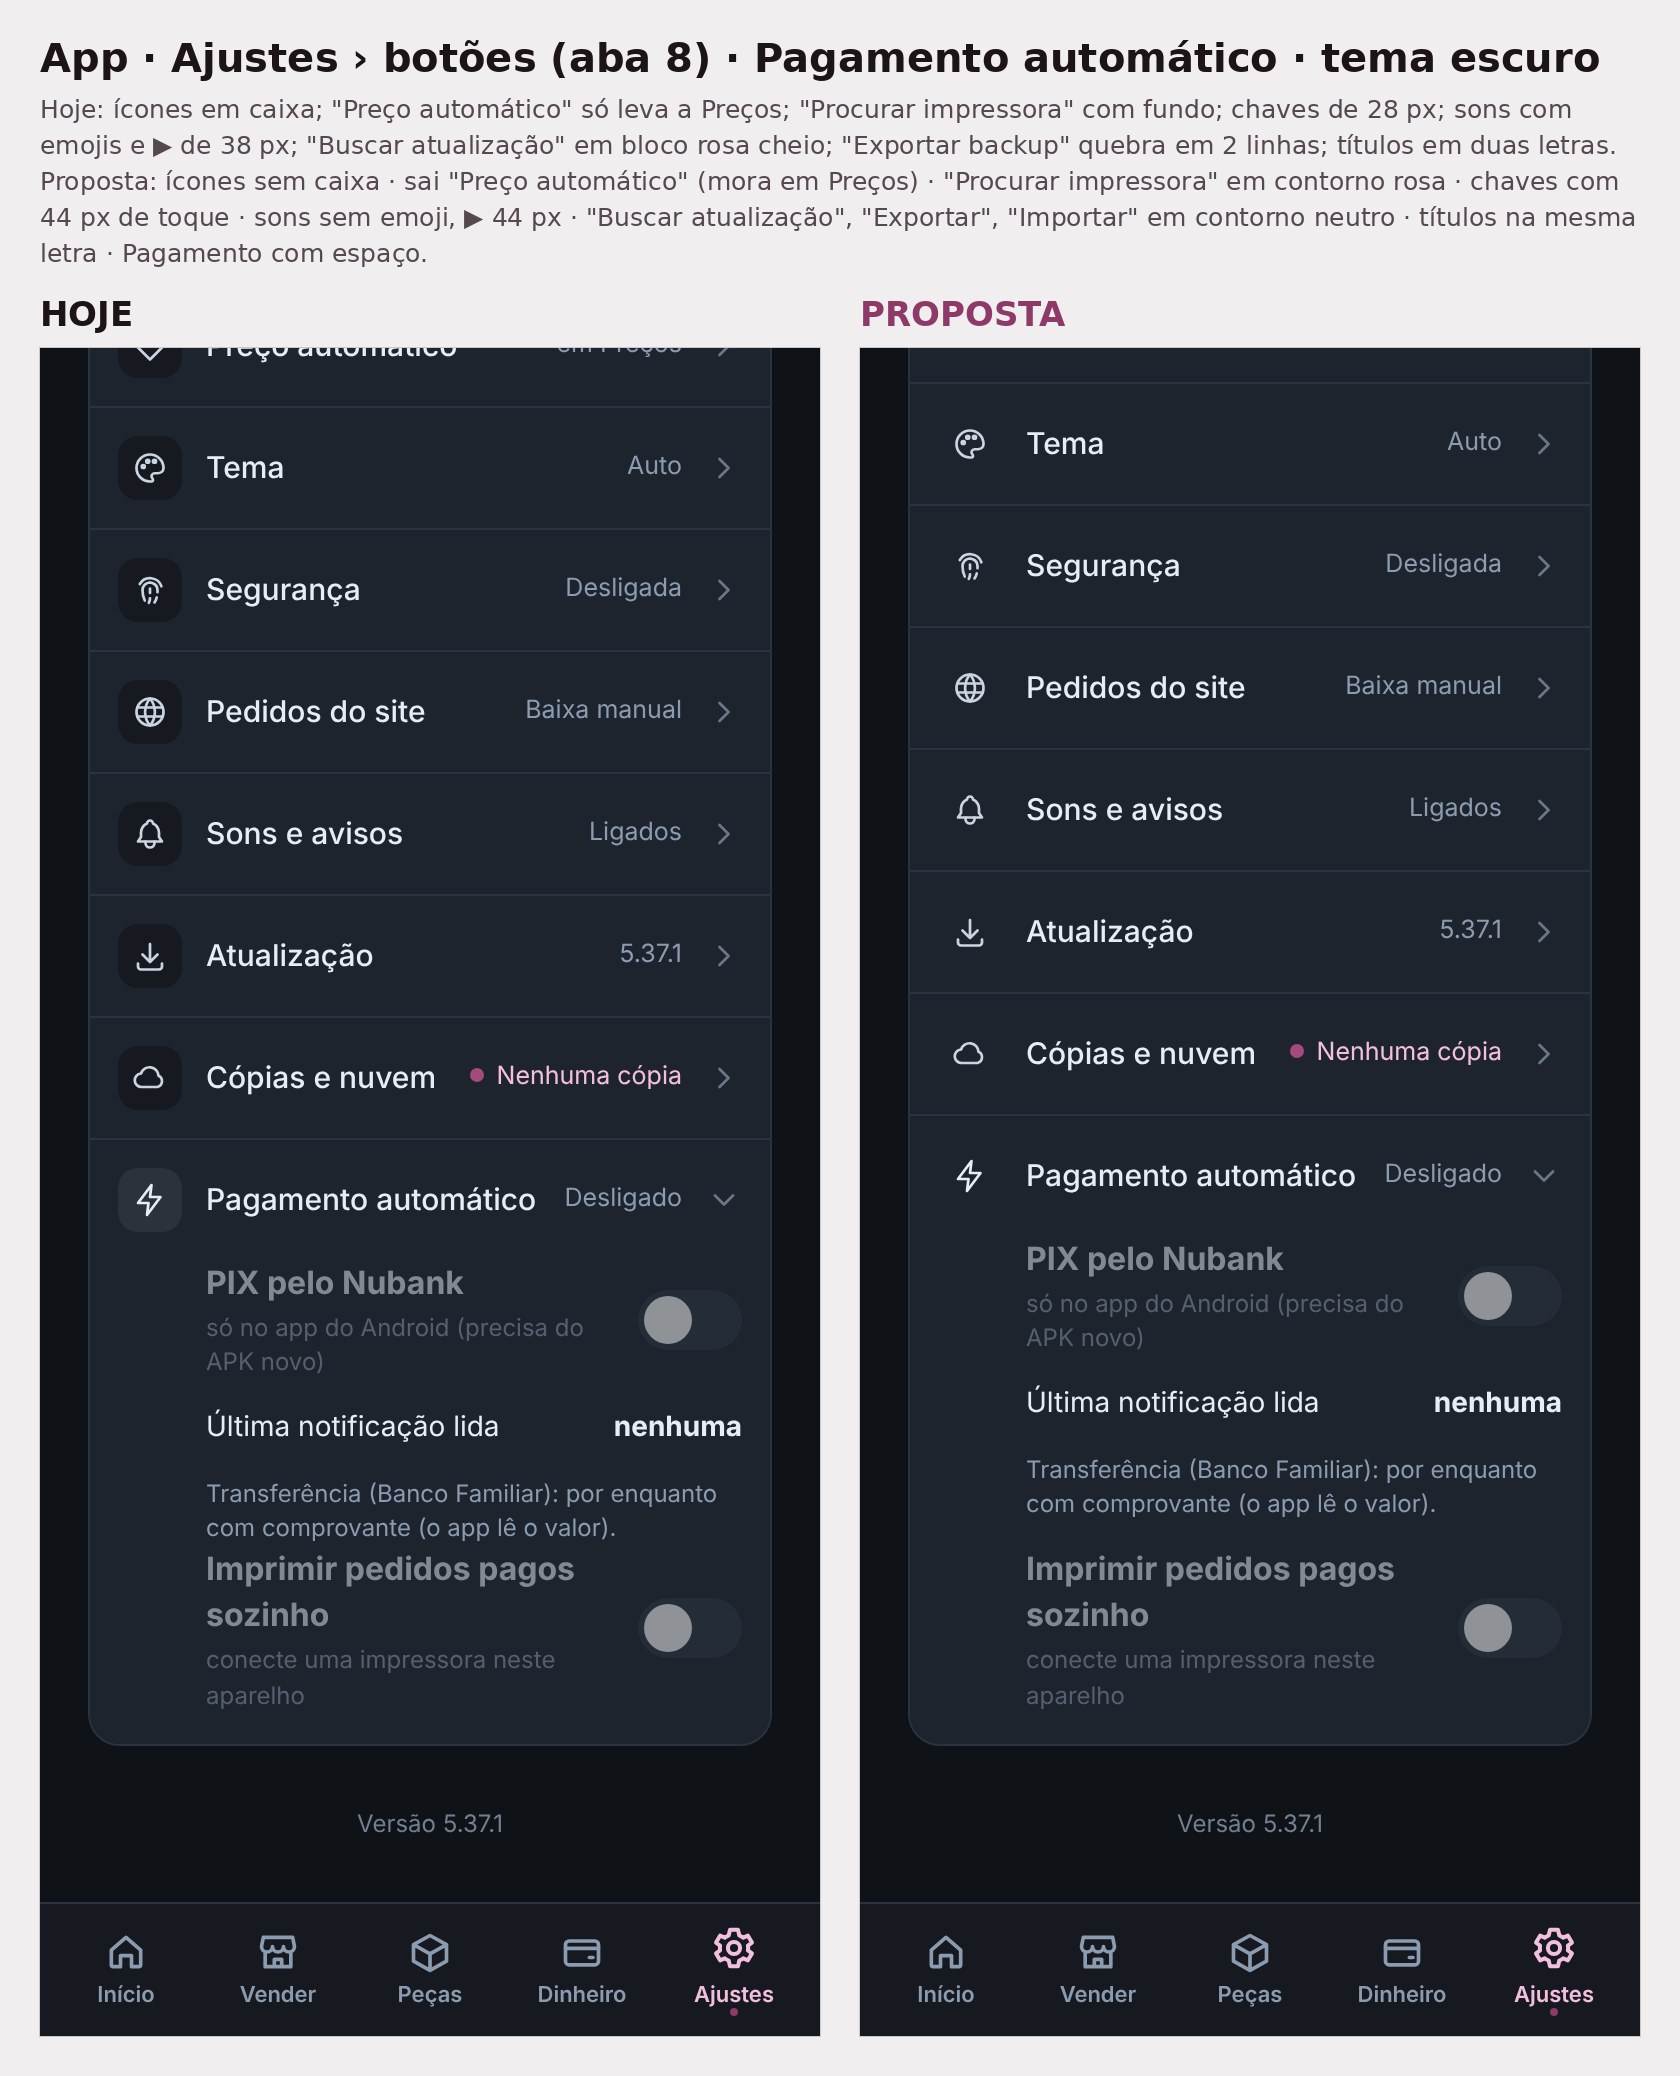 App · Ajustes › botões (aba 8) · Pagamento automático · tema escuro
Hoje: ícones em caixa; "Preço automático" só leva a Preços; "Procurar impressora" com fundo; chaves de 28 px; sons com
emojis e ▶ de 38 px; "Buscar atualização" em bloco rosa cheio; "Exportar backup" quebra em 2 linhas; títulos em duas letras.
Proposta: ícones sem caixa · sai "Preço automático" (mora em Preços) · "Procurar impressora" em contorno rosa · chaves com
44 px de toque · sons sem emoji, ▶ 44 px · "Buscar atualização", "Exportar", "Importar" em contorno neutro · títulos na mesma
letra · Pagamento com espaço.
HOJE
Preço automático em Preços
Tema Auto
Segurança Desligada
Pedidos do site Baixa manual
Sons e avisos Ligados
Atualização 5.37.1
Cópias e nuvem Nenhuma cópia
Pagamento automático Desligado
PIX pelo Nubank
só no app do Android (precisa do
APK novo)
Última notificação lida nenhuma
Transferência (Banco Familiar): por enquanto
com comprovante (o app lê o valor).
Imprimir pedidos pagos
sozinho
conecte uma impressora neste
aparelho
Versão 5.37.1
Início Vender Peças Dinheiro Ajustes
PROPOSTA
Tema Auto
Segurança Desligada
Pedidos do site Baixa manual
Sons e avisos Ligados
Atualização 5.37.1
Cópias e nuvem Nenhuma cópia
Pagamento automático Desligado
PIX pelo Nubank
só no app do Android (precisa do
APK novo)
Última notificação lida nenhuma
Transferência (Banco Familiar): por enquanto
com comprovante (o app lê o valor).
Imprimir pedidos pagos
sozinho
conecte uma impressora neste
aparelho
Versão 5.37.1
Início Vender Peças Dinheiro Ajustes